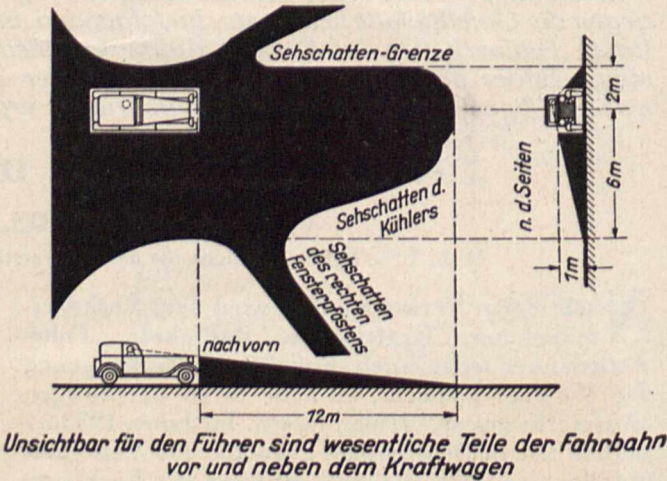 Sehschatten-Grenze
2m
6m
n. d. Seiten
1m
Sehschatten d.
Kühlers
Sehschatten
des rechten
Fensterpfostens
nach vorn
12m
Unsichtbar für den Führer sind wesentliche Teile der Fahrbahn
vor und neben dem Kraftwagen